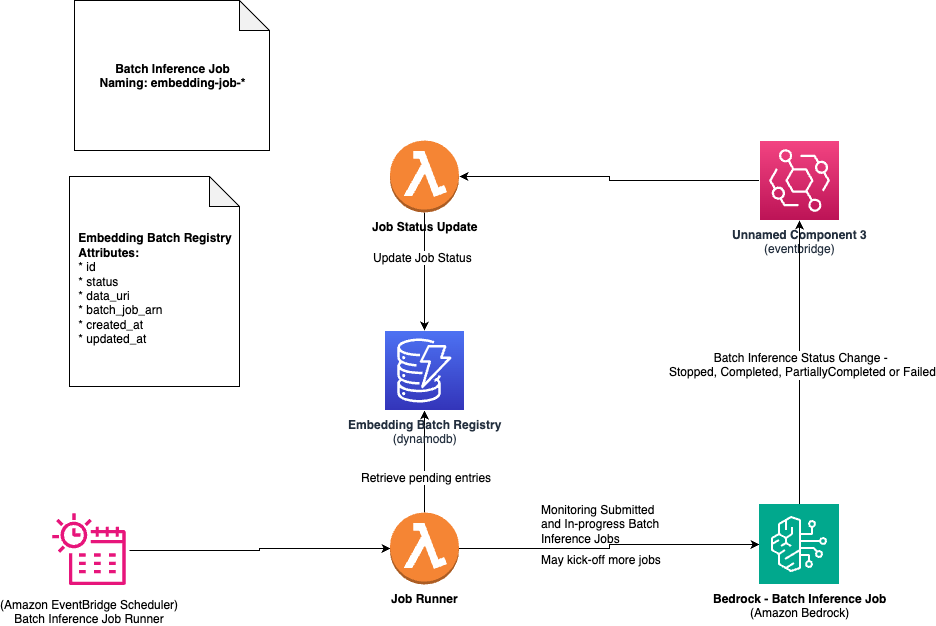 Batch Inference Job
Naming: embedding-job-*
Embedding Batch Registry
Attributes:
* id
* status
* data_uri
* batch_job_arn
* created_at
* updated_at
Job Status Update
Update Job Status
Unnamed Component 3
(eventbridge)
Batch Inference Status Change -
Stopped, Completed, PartiallyCompleted or Failed
Embedding Batch Registry
(dynamodb)
Retrieve pending entries
Monitoring Submitted
and In-progress Batch
Inference Jobs
May kick-off more jobs
(Amazon EventBridge Scheduler)
Batch Inference Job Runner
Job Runner
Bedrock - Batch Inference Job
(Amazon Bedrock)